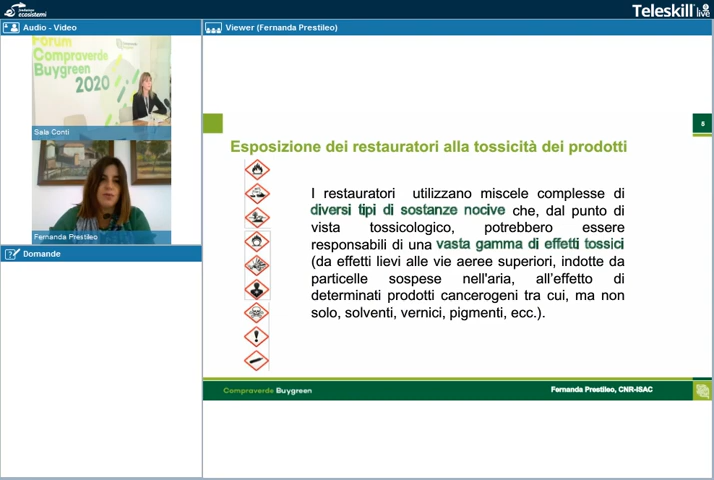 fondazione
ecosistemi
Teleskill live
Audio - Video
Viewer (Fernanda Prestileo)
Forum
Compraverde
Buygreen
2020
Sala Conti
Fernanda Prestileo
Domande
8
Esposizione dei restauratori alla tossicità dei prodotti
I restauratori utilizzano miscele complesse di
diversi tipi di sostanze nocive che, dal punto di
vista tossicologico, potrebbero essere
responsabili di una vasta gamma di effetti tossici
(da effetti lievi alle vie aeree superiori, indotte da
particelle sospese nell'aria, all'effetto di
determinati prodotti cancerogeni tra cui, ma non
solo, solventi, vernici, pigmenti, ecc.).
Compraverde Buygreen
Fernanda Prestileo, CNR-ISAC